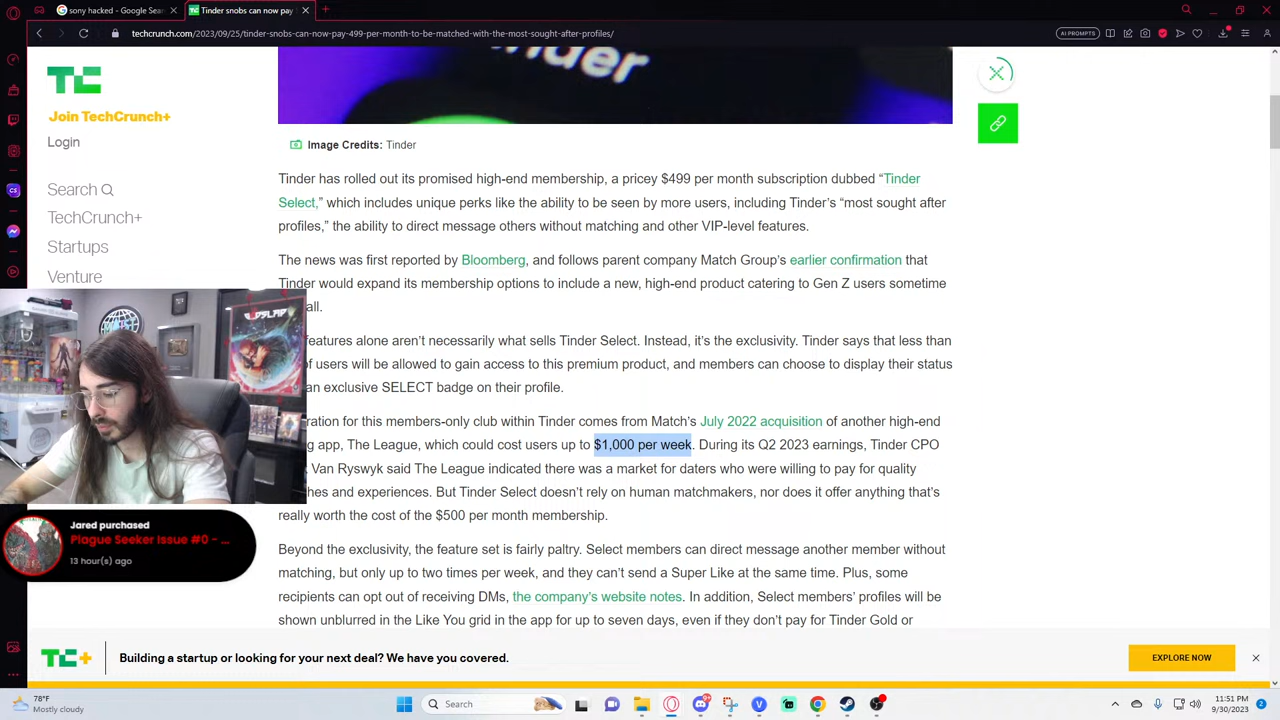 sony hacked - Google Sear
Tinder snobs can now pay $
techcrunch.com/2023/09/25/tinder-snobs-can-now-pay-499-per-month-to-be-matched-with-the-most-sought-after-profiles/
AI PROMPTS
TC
Join TechCrunch+
Login
Search
TechCrunch+
Startups
Venture
Image Credits: Tinder
Tinder has rolled out its promised high-end membership, a pricey $499 per month subscription dubbed “Tinder
Select,” which includes unique perks like the ability to be seen by more users, including Tinder’s “most sought after
profiles,” the ability to direct message others without matching and other VIP-level features.
The news was first reported by Bloomberg, and follows parent company Match Group’s earlier confirmation that
Tinder would expand its membership options to include a new, high-end product catering to Gen Z users sometime
all.
features alone aren’t necessarily what sells Tinder Select. Instead, it’s the exclusivity. Tinder says that less than
of users will be allowed to gain access to this premium product, and members can choose to display their status
an exclusive SELECT badge on their profile.
ration for this members-only club within Tinder comes from Match’s July 2022 acquisition of another high-end
g app, The League, which could cost users up to $1,000 per week. During its Q2 2023 earnings, Tinder CPO
Van Ryswyk said The League indicated there was a market for daters who were willing to pay for quality
hes and experiences. But Tinder Select doesn’t rely on human matchmakers, nor does it offer anything that's
really worth the cost of the $500 per month membership.
Beyond the exclusivity, the feature set is fairly paltry. Select members can direct message another member without
matching, but only up to two times per week, and they can’t send a Super Like at the same time. Plus, some
recipients can opt out of receiving DMs, the company’s website notes. In addition, Select members’ profiles will be
shown unblurred in the Like You grid in the app for up to seven days, even if they don’t pay for Tinder Gold or
GODSLAP
Jared purchased
Plague Seeker Issue #0 - ...
13 hour(s) ago
TC+
Building a startup or looking for your next deal? We have you covered.
EXPLORE NOW
78°F
Mostly cloudy
Search
11:51 PM
9/30/2023